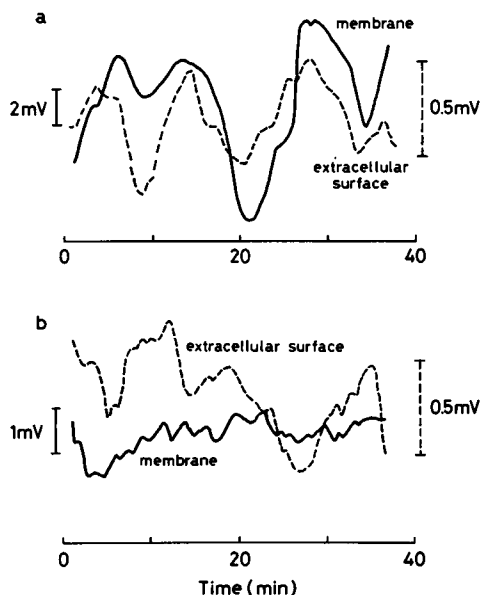 a
membrane
2mV
0.5mV
extracellular
surface
0 20 40
b
extracellular surface
1mV
0.5mV
membrane
0 20 40
Time (min)